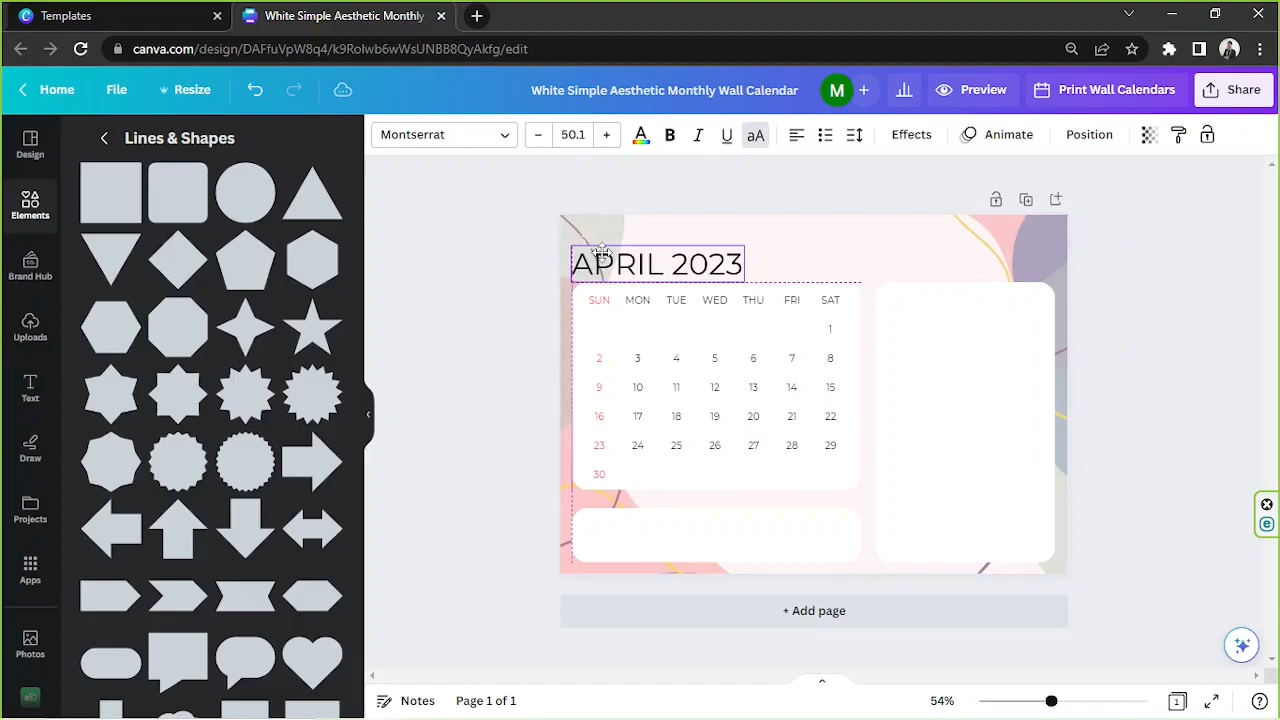 Templates
White Simple Aesthetic Monthly
canva.com/design/DAFfuVpW8q4/k9Rolwb6wWsUNBB8QyAkfg/edit
Home
File
Resize
White Simple Aesthetic Monthly Wall Calendar
M
Preview
Print Wall Calendars
Share
Design
Elements
Brand Hub
Uploads
Text
Draw
Projects
Apps
Photos
Lines & Shapes
Montserrat
50.1
A
B
I
U
aA
Effects
Animate
Position
APRIL 2023
SUN MON TUE WED THU FRI SAT
1
2 3 4 5 6 7 8
9 10 11 12 13 14 15
16 17 18 19 20 21 22
23 24 25 26 27 28 29
30
+ Add page
Notes
Page 1 of 1
54%
1